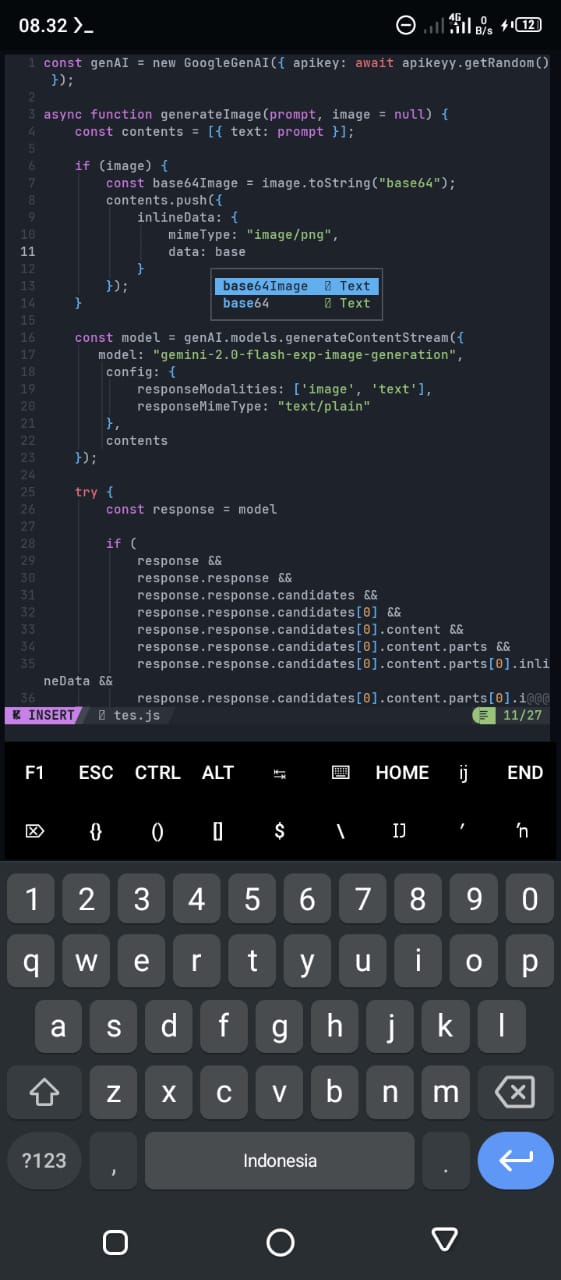 08.32 >_ 4G 0 B/s 12
1 const genAI = new GoogleGenAI({ apikey: await apikeyy.getRandom()
});
2
3 async function generateImage(prompt, image = null) {
4 const contents = [{ text: prompt }];
5
6 if (image) {
7 const base64Image = image.toString("base64");
8 contents.push({
9 inlineData: {
10 mimeType: "image/png",
11 data: base
12 }
base64Image Text
13 });
base64 Text
14 }
15
16 const model = genAI.models.generateContentStream({
17 model: "gemini-2.0-flash-exp-image-generation",
18 config: {
19 responseModalities: ['image', 'text'],
20 responseMimeType: "text/plain"
21 },
22 contents
23 });
24
25 try {
26 const response = model
27
28 if (
29 response &&
30 response.response &&
31 response.response.candidates &&
32 response.response.candidates[0] &&
33 response.response.candidates[0].content &&
34 response.response.candidates[0].content.parts &&
35 response.response.candidates[0].content.parts[0].inli
neData &&
36 response.response.candidates[0].content.parts[0].i@@@
INSERT tes.js 11/27
F1 ESC CTRL ALT HOME ij END
{} () [] $ \ IJ ' ŉ
1 2 3 4 5 6 7 8 9 0
q w e r t y u i o p
a s d f g h j k l
z x c v b n m
?123 , Indonesia .